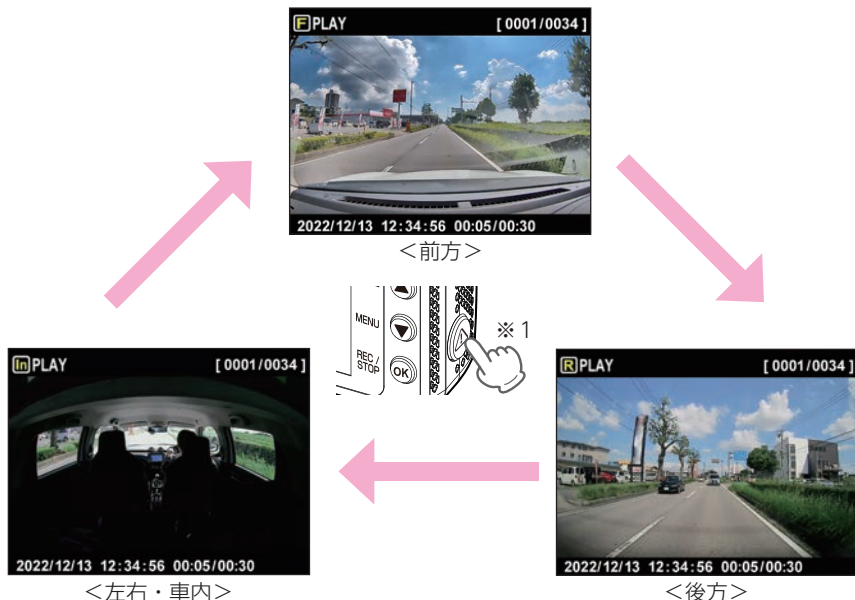 F PLAY [ 0001/0034 ]
2022/12/13 12:34:56 00:05/00:30
＜前方＞
MENU
REC /
STOP
OK
※1
In PLAY [ 0001/0034 ]
2022/12/13 12:34:56 00:05/00:30
＜左右・車内＞
R PLAY [ 0001/0034 ]
2022/12/13 12:34:56 00:05/00:30
＜後方＞